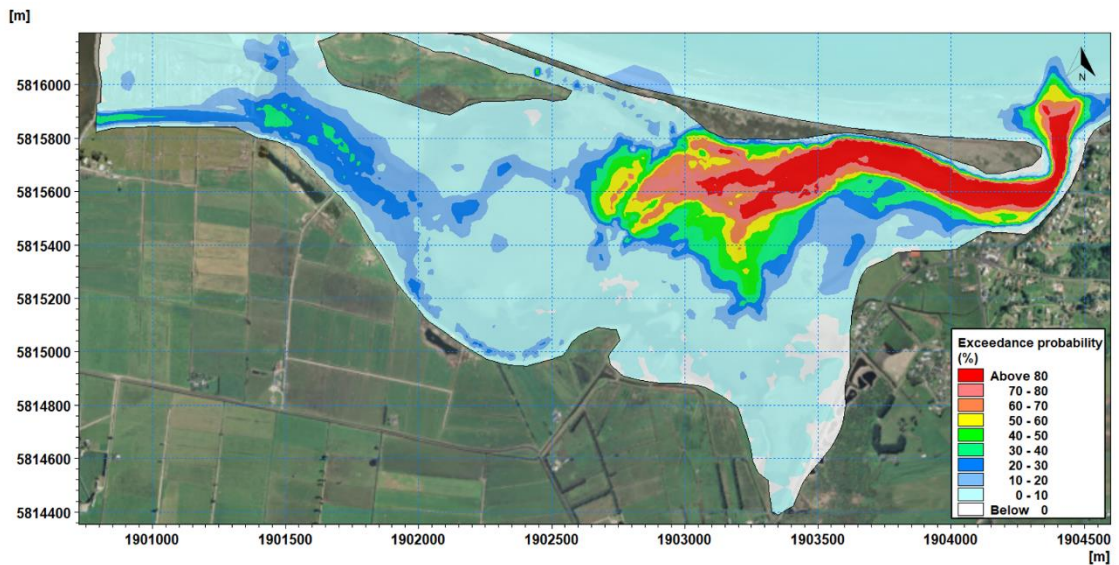 [m]
N
5816000
5815800
5815600
5815400
5815200
5815000
5814800
5814600
5814400
Exceedance probability
(%)
Above 80
70 - 80
60 - 70
50 - 60
40 - 50
30 - 40
20 - 30
10 - 20
0 - 10
Below 0
1901000 1901500 1902000 1902500 1903000 1903500 1904000 1904500
[m]